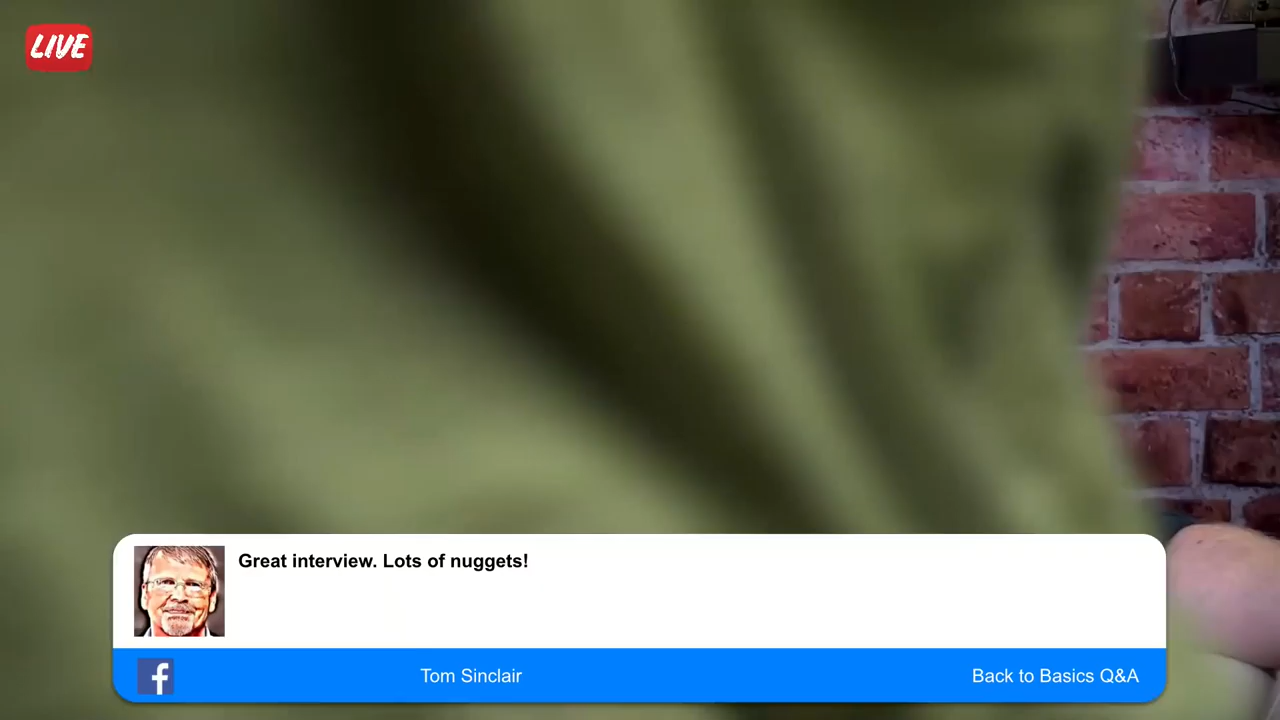 LIVE
Great interview. Lots of nuggets!
Tom Sinclair
Back to Basics Q&A